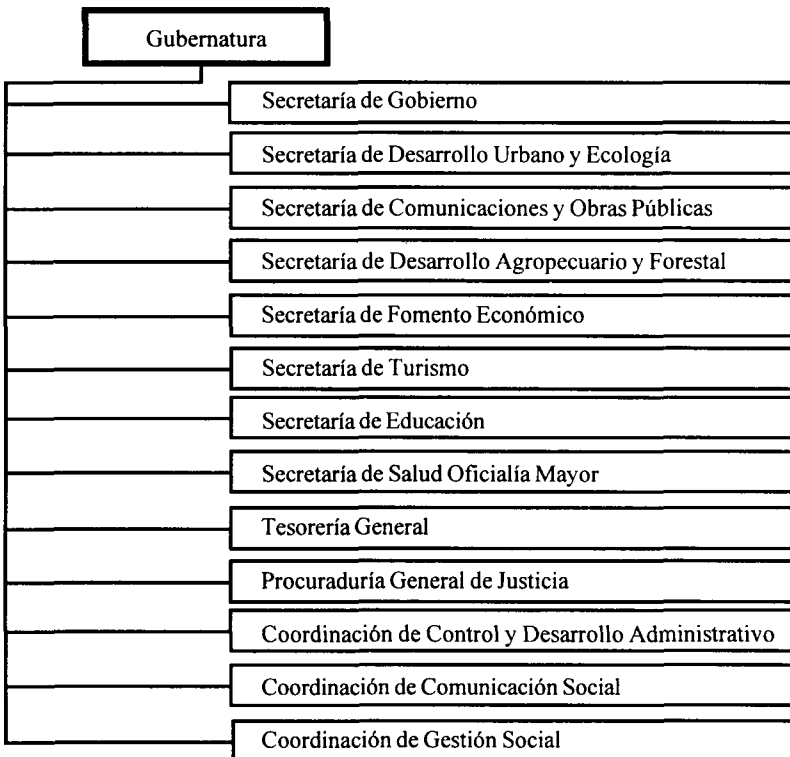 Gubernatura
Secretaría de Gobierno
Secretaría de Desarrollo Urbano y Ecología
Secretaría de Comunicaciones y Obras Públicas
Secretaría de Desarrollo Agropecuario y Forestal
Secretaría de Fomento Económico
Secretaría de Turismo
Secretaría de Educación
Secretaría de Salud Oficialía Mayor
Tesorería General
Procuraduría General de Justicia
Coordinación de Control y Desarrollo Administrativo
Coordinación de Comunicación Social
Coordinación de Gestión Social